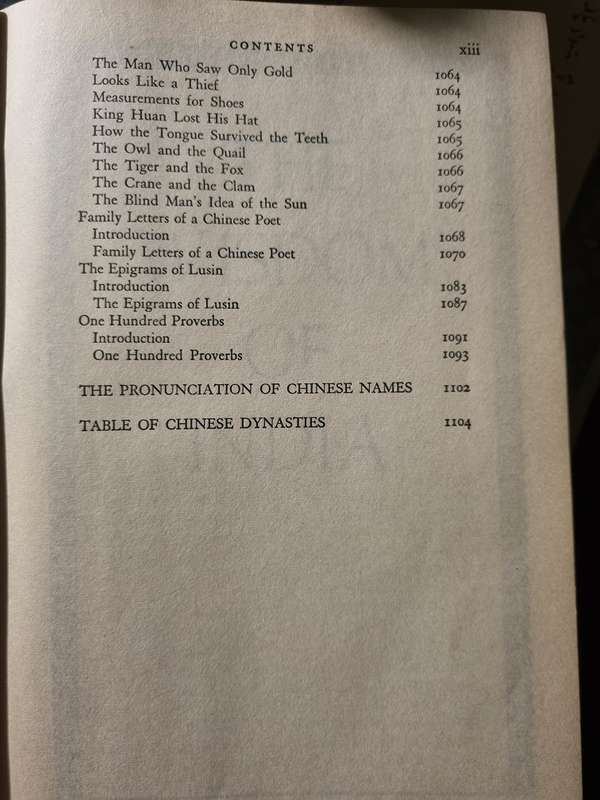 CONTENTS xiii
The Man Who Saw Only Gold 1064
Looks Like a Thief 1064
Measurements for Shoes 1064
King Huan Lost His Hat 1065
How the Tongue Survived the Teeth 1065
The Owl and the Quail 1066
The Tiger and the Fox 1066
The Crane and the Clam 1067
The Blind Man's Idea of the Sun 1067
Family Letters of a Chinese Poet
Introduction 1068
Family Letters of a Chinese Poet 1070
The Epigrams of Lusin
Introduction 1083
The Epigrams of Lusin 1087
One Hundred Proverbs
Introduction 1091
One Hundred Proverbs 1093
THE PRONUNCIATION OF CHINESE NAMES 1102
TABLE OF CHINESE DYNASTIES 1104